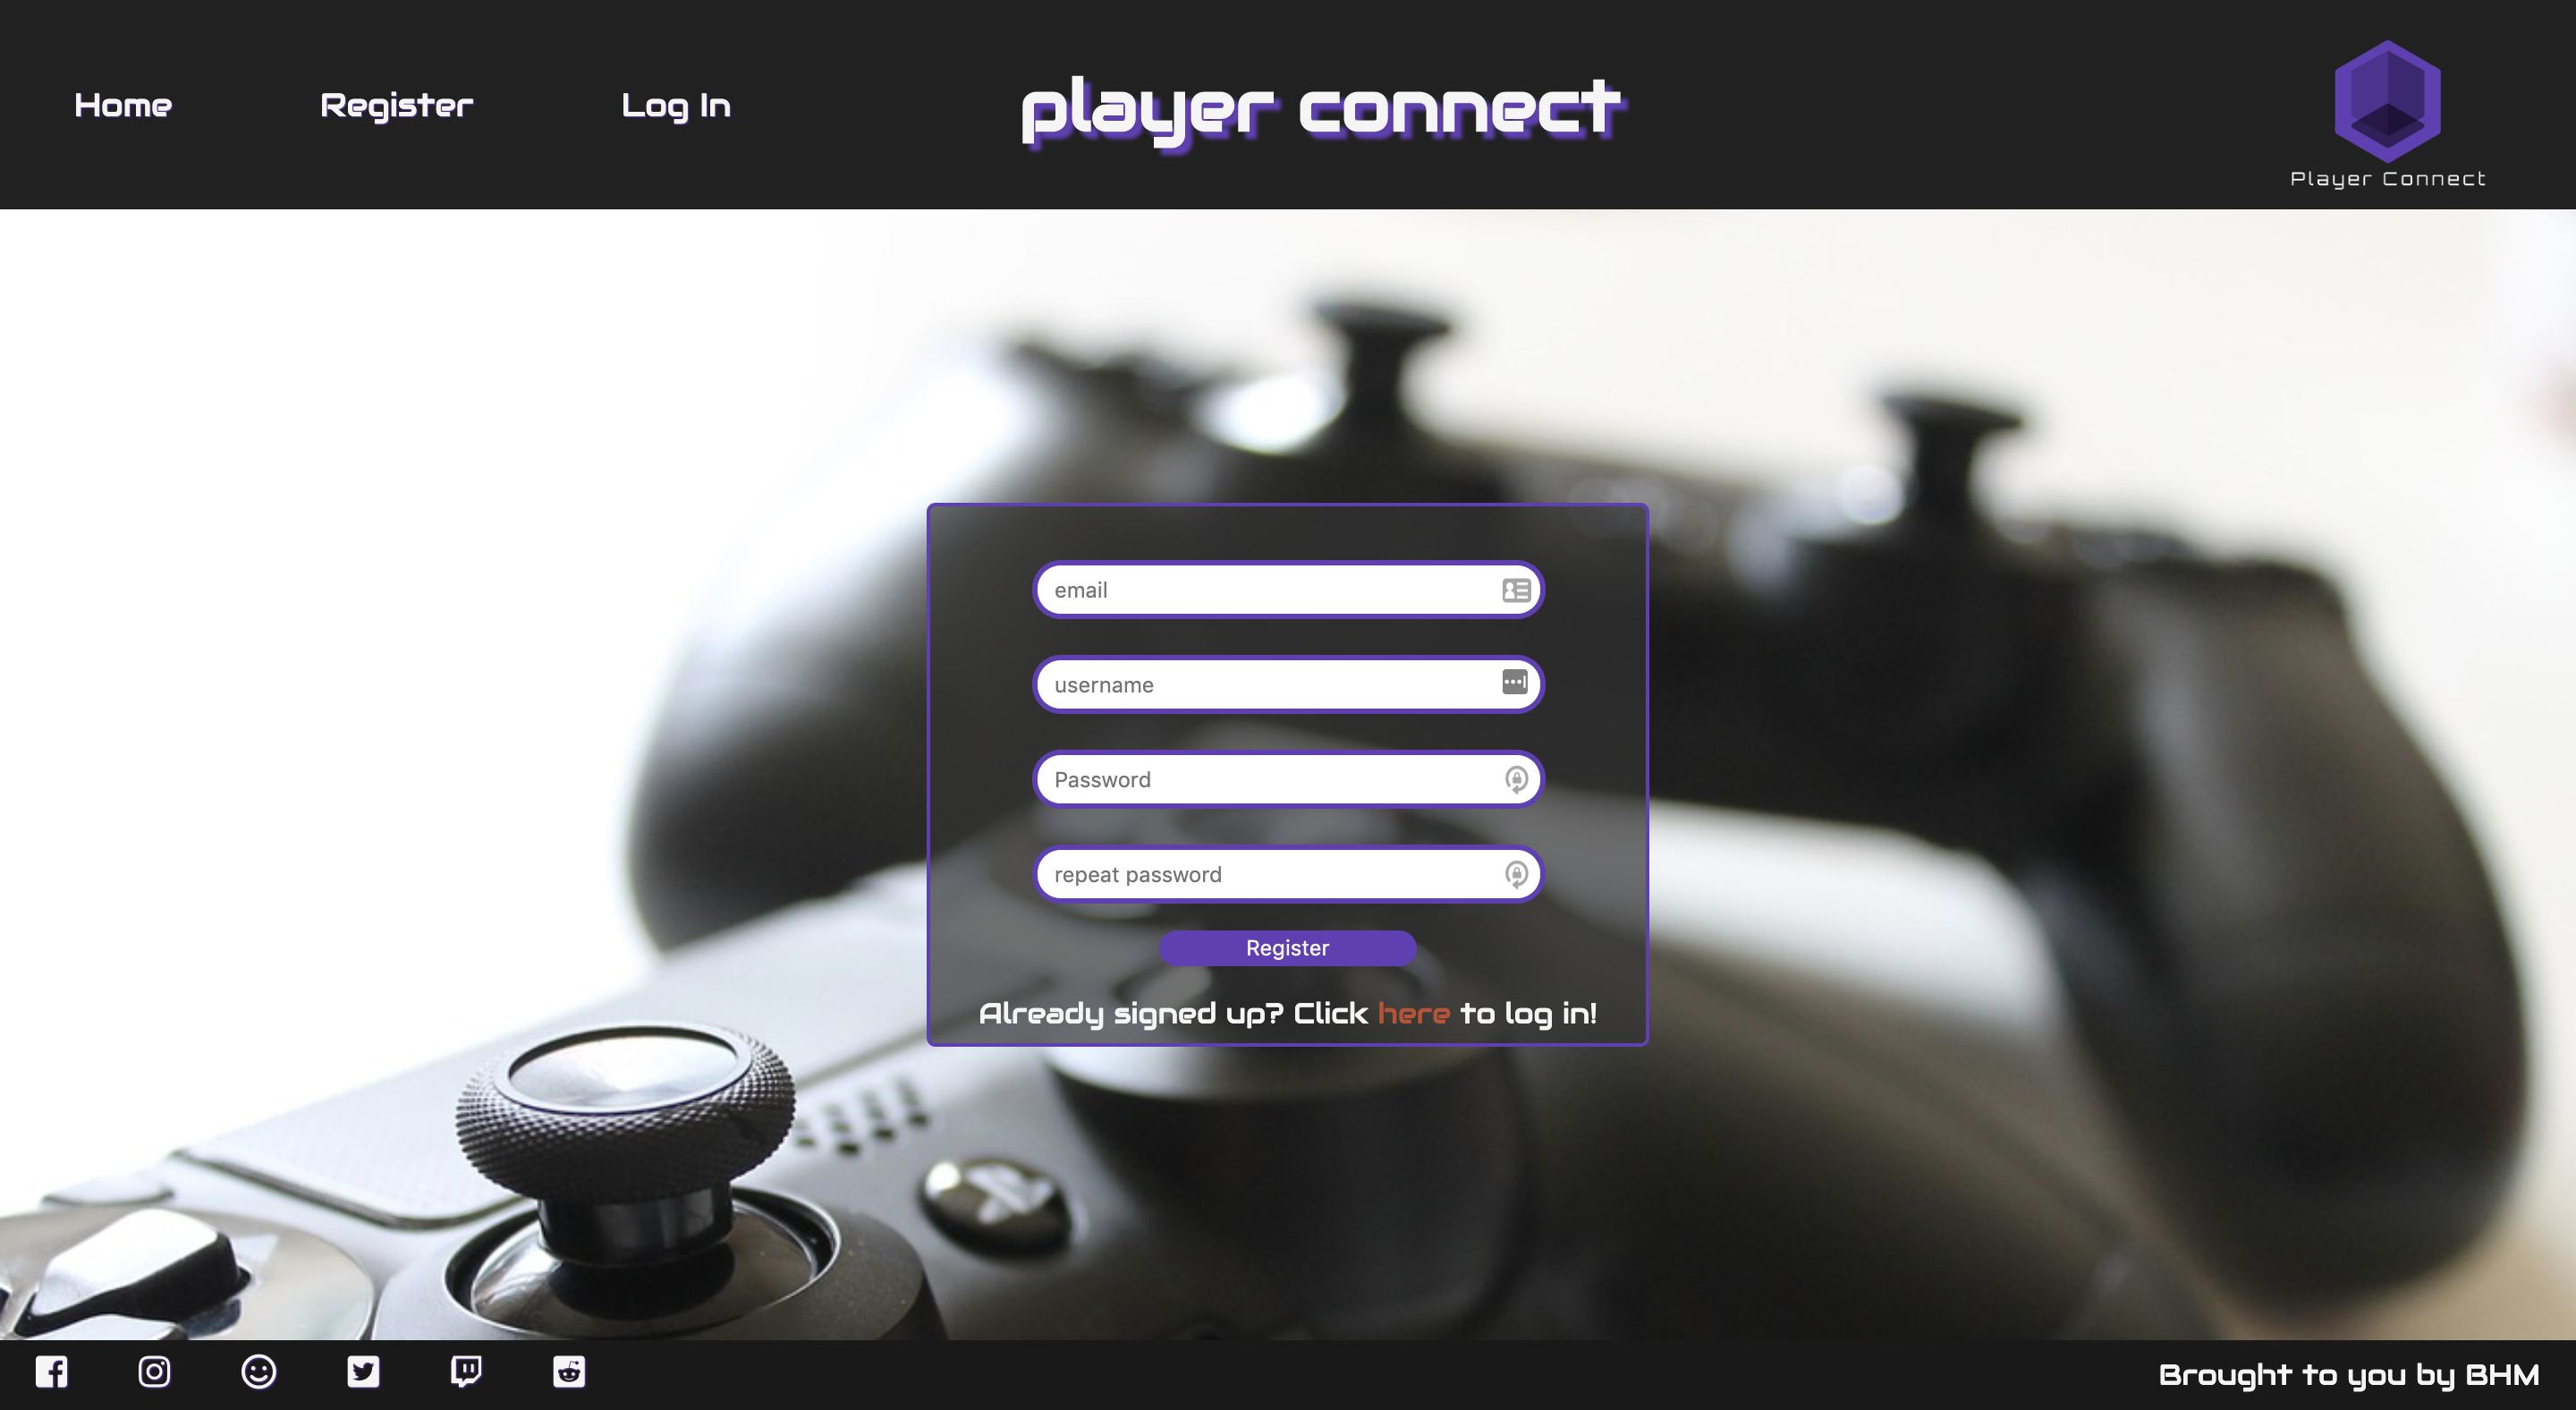 Home Register Log In player connect
Player Connect
email
username
Password
repeat password
Register
Already signed up? Click here to log in!
Brought to you by BHM